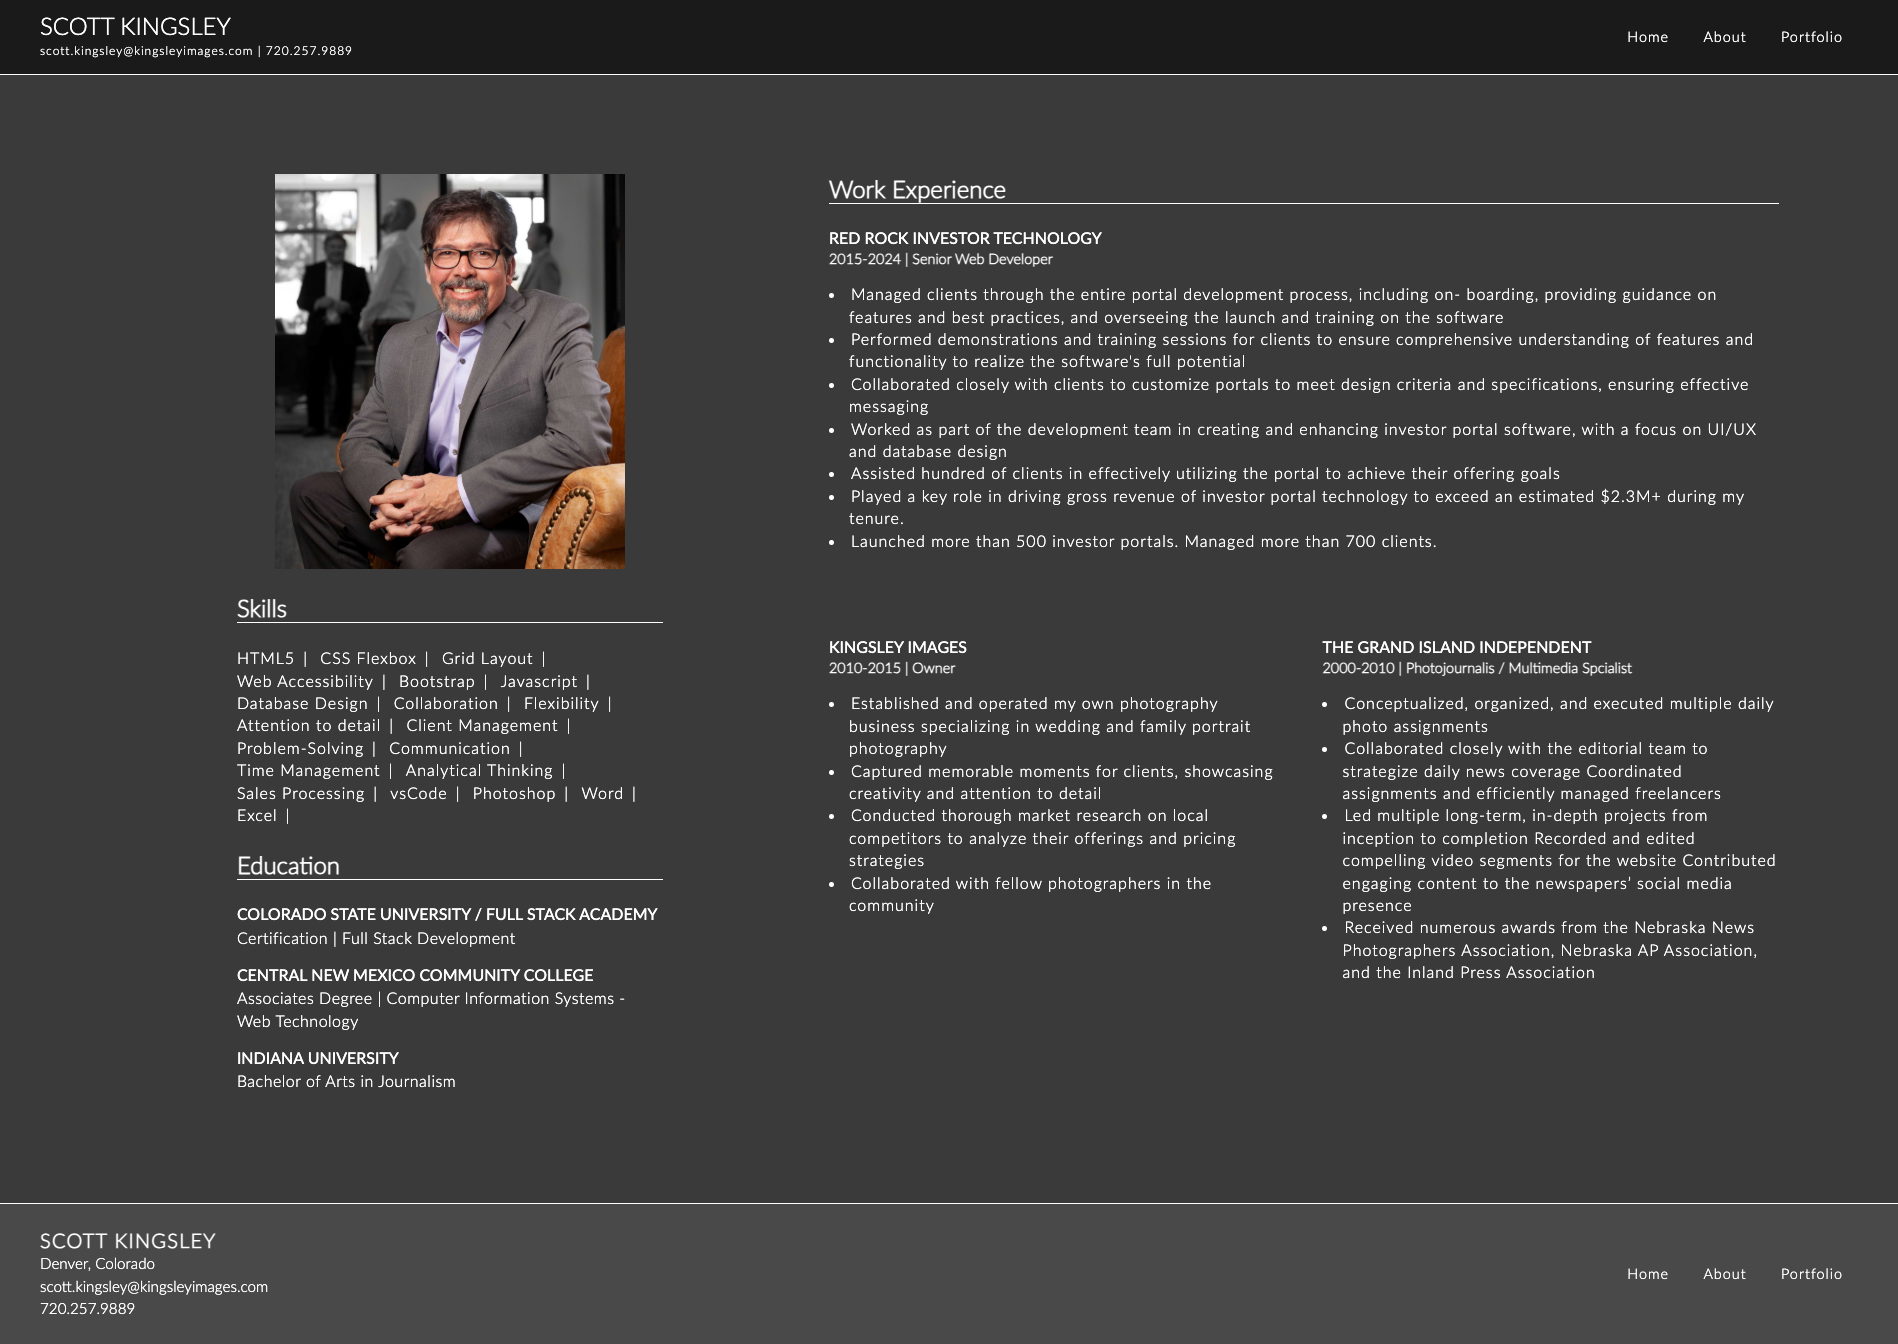 SCOTT KINGSLEY
scott.kingsley@kingsleyimages.com | 720.257.9889
Home About Portfolio
Skills
HTML5 | CSS Flexbox | Grid Layout |
Web Accessibility | Bootstrap | Javascript |
Database Design | Collaboration | Flexibility |
Attention to detail | Client Management |
Problem-Solving | Communication |
Time Management | Analytical Thinking |
Sales Processing | vsCode | Photoshop | Word |
Excel |
Education
COLORADO STATE UNIVERSITY / FULL STACK ACADEMY
Certification | Full Stack Development
CENTRAL NEW MEXICO COMMUNITY COLLEGE
Associates Degree | Computer Information Systems -
Web Technology
INDIANA UNIVERSITY
Bachelor of Arts in Journalism
Work Experience
RED ROCK INVESTOR TECHNOLOGY
2015-2024 | Senior Web Developer
• Managed clients through the entire portal development process, including on- boarding, providing guidance on
features and best practices, and overseeing the launch and training on the software
• Performed demonstrations and training sessions for clients to ensure comprehensive understanding of features and
functionality to realize the software's full potential
• Collaborated closely with clients to customize portals to meet design criteria and specifications, ensuring effective
messaging
• Worked as part of the development team in creating and enhancing investor portal software, with a focus on UI/UX
and database design
• Assisted hundred of clients in effectively utilizing the portal to achieve their offering goals
• Played a key role in driving gross revenue of investor portal technology to exceed an estimated $2.3M+ during my
tenure.
• Launched more than 500 investor portals. Managed more than 700 clients.
KINGSLEY IMAGES
2010-2015 | Owner
• Established and operated my own photography
business specializing in wedding and family portrait
photography
• Captured memorable moments for clients, showcasing
creativity and attention to detail
• Conducted thorough market research on local
competitors to analyze their offerings and pricing
strategies
• Collaborated with fellow photographers in the
community
THE GRAND ISLAND INDEPENDENT
2000-2010 | Photojournalis / Multimedia Spcialist
• Conceptualized, organized, and executed multiple daily
photo assignments
• Collaborated closely with the editorial team to
strategize daily news coverage Coordinated
assignments and efficiently managed freelancers
• Led multiple long-term, in-depth projects from
inception to completion Recorded and edited
compelling video segments for the website Contributed
engaging content to the newspapers’ social media
presence
• Received numerous awards from the Nebraska News
Photographers Association, Nebraska AP Association,
and the Inland Press Association
SCOTT KINGSLEY
Denver, Colorado
scott.kingsley@kingsleyimages.com
720.257.9889
Home About Portfolio